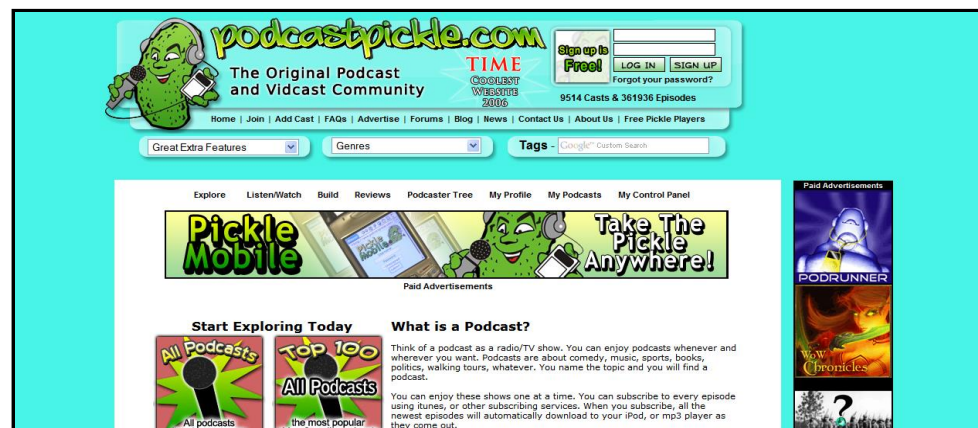 podcastpickle.com
The Original Podcast
and Vidcast Community
TIME
COOLEST
WEBSITE
2006
Sign up is
Free!
LOG IN
SIGN UP
Forgot your password?
9514 Casts & 361936 Episodes
Home | Join | Add Cast | FAQs | Advertise | Forums | Blog | News | Contact Us | About Us | Free Pickle Players
Great Extra Features
Genres
Tags - Google™ Custom Search
Explore Listen/Watch Build Reviews Podcaster Tree My Profile My Podcasts My Control Panel
Pickle
Mobile
Take The
Pickle
Anywhere!
Paid Advertisements
Paid Advertisements
PODRUNNER
WoW
Chronicles
?
Start Exploring Today
All Podcasts
All podcasts
Top 100
All Podcasts
the most popular
What is a Podcast?
Think of a podcast as a radio/TV show. You can enjoy podcasts whenever and
wherever you want. Podcasts are about comedy, music, sports, books,
politics, walking tours, whatever. You name the topic and you will find a
podcast.
You can enjoy these shows one at a time. You can subscribe to every episode
using itunes, or other subscribing services. When you subscribe, all the
newest episodes will automatically download to your iPod, or mp3 player as
they come out.